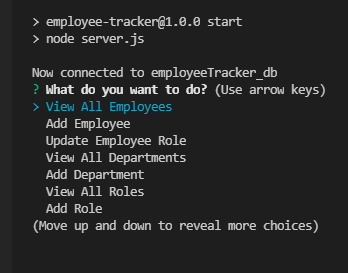 > employee-tracker@1.0.0 start
> node server.js
Now connected to employeeTracker_db
? What do you want to do? (Use arrow keys)
> View All Employees
Add Employee
Update Employee Role
View All Departments
Add Department
View All Roles
Add Role
(Move up and down to reveal more choices)